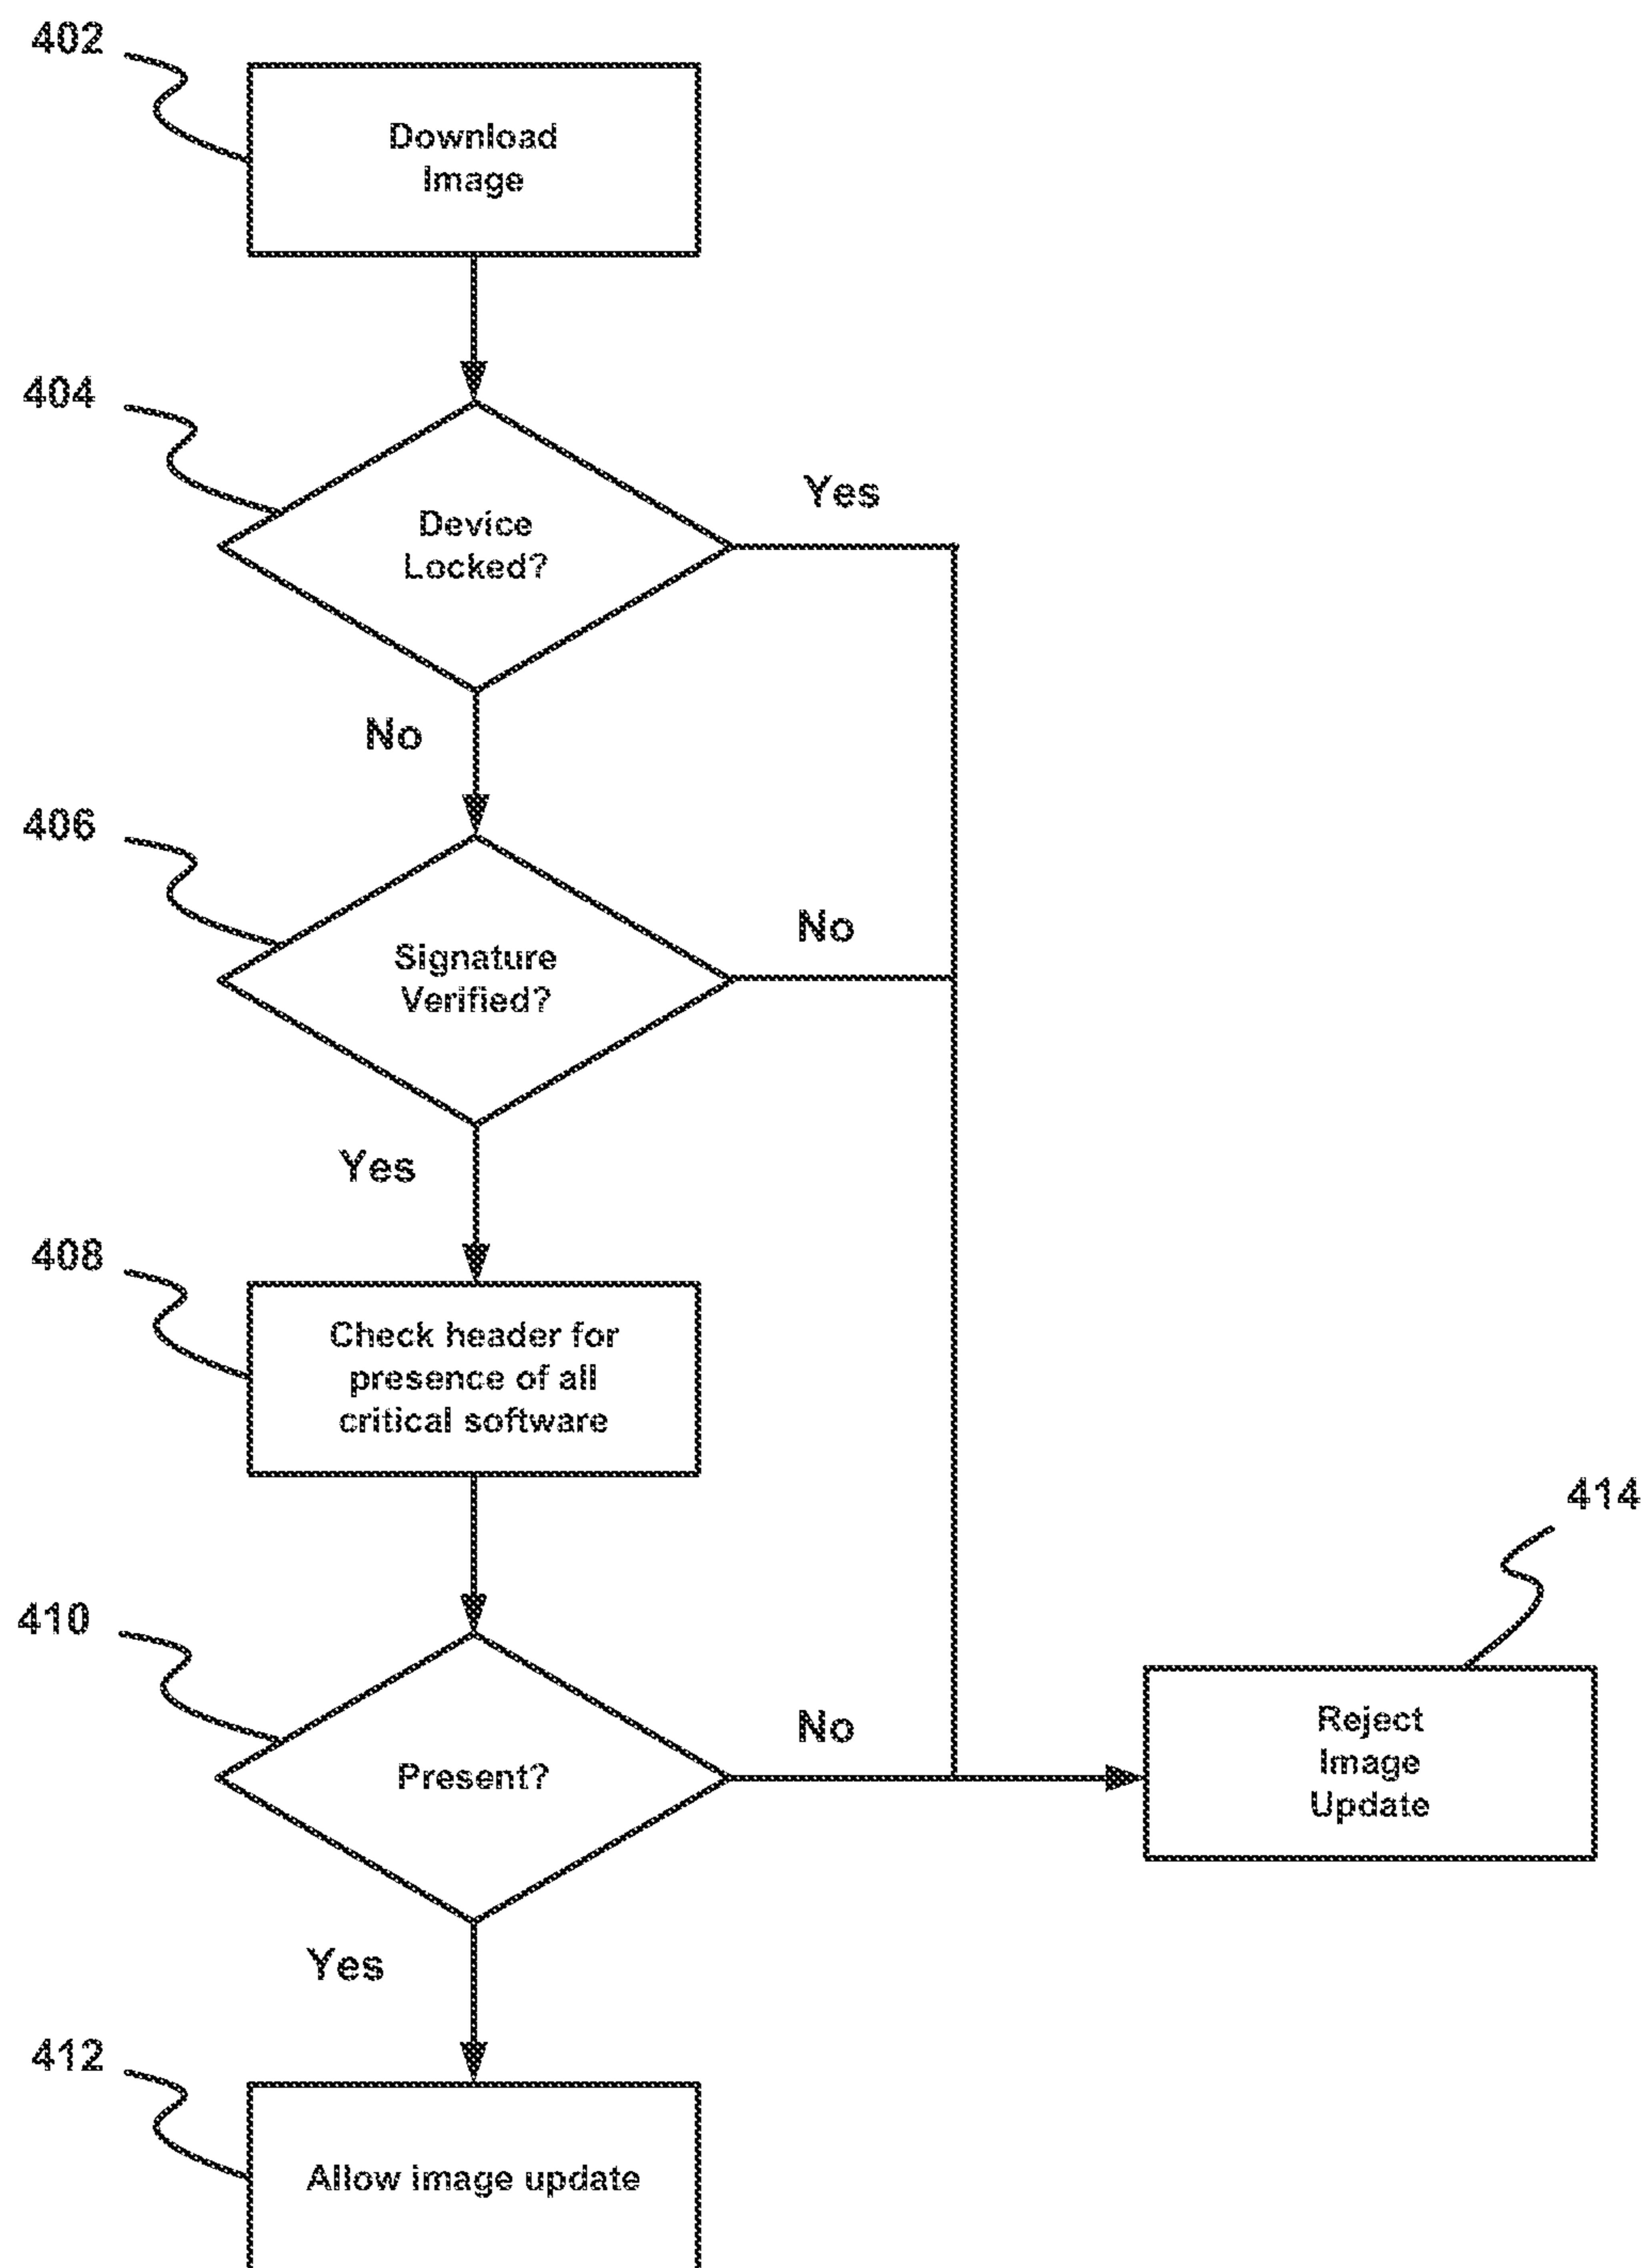 402
Download
Image
404
Device
Locked?
Yes
No
406
Signature
Verified?
No
Yes
408
Check header for
presence of all
critical software
410
Present?
No
414
Reject
Image
Update
Yes
412
Allow image update